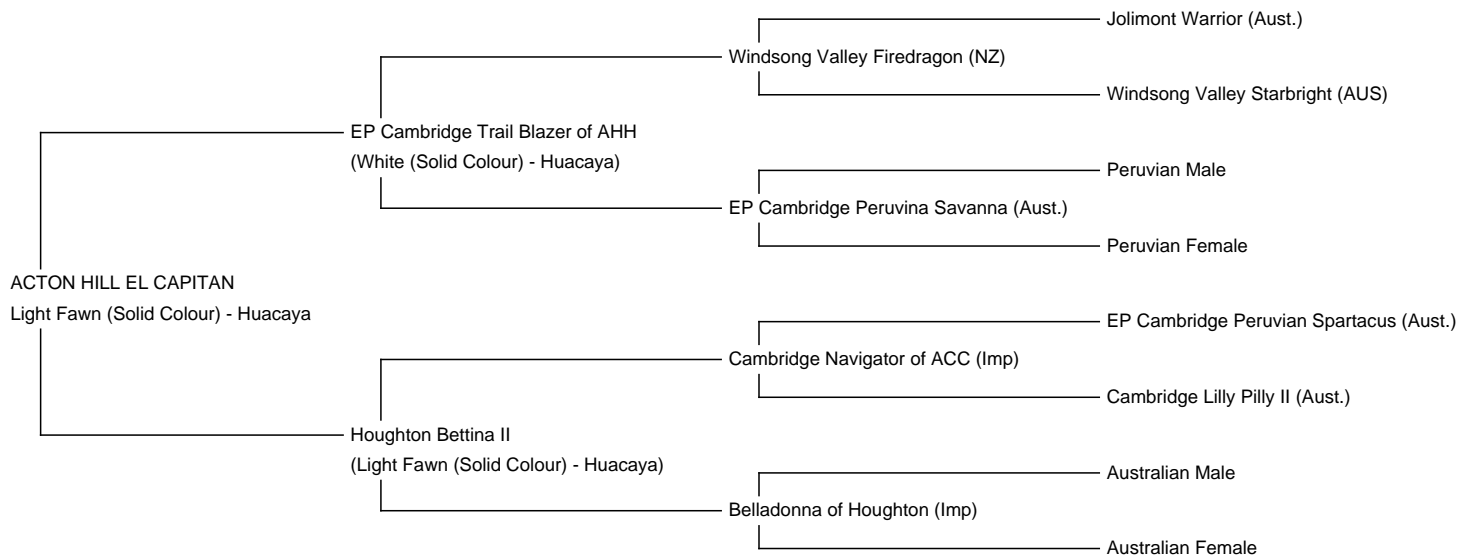 Jolimont Warrior (Aust.)
Windsong Valley Firedragon (NZ)
Windsong Valley Starbright (AUS)
EP Cambridge Trail Blazer of AHH
(White (Solid Colour) - Huacaya)
Peruvian Male
EP Cambridge Peruvina Savanna (Aust.)
Peruvian Female
ACTON HILL EL CAPITAN
Light Fawn (Solid Colour) - Huacaya
EP Cambridge Peruvian Spartacus (Aust.)
Cambridge Navigator of ACC (Imp)
Cambridge Lilly Pilly II (Aust.)
Houghton Bettina II
(Light Fawn (Solid Colour) - Huacaya)
Australian Male
Belladonna of Houghton (Imp)
Australian Female